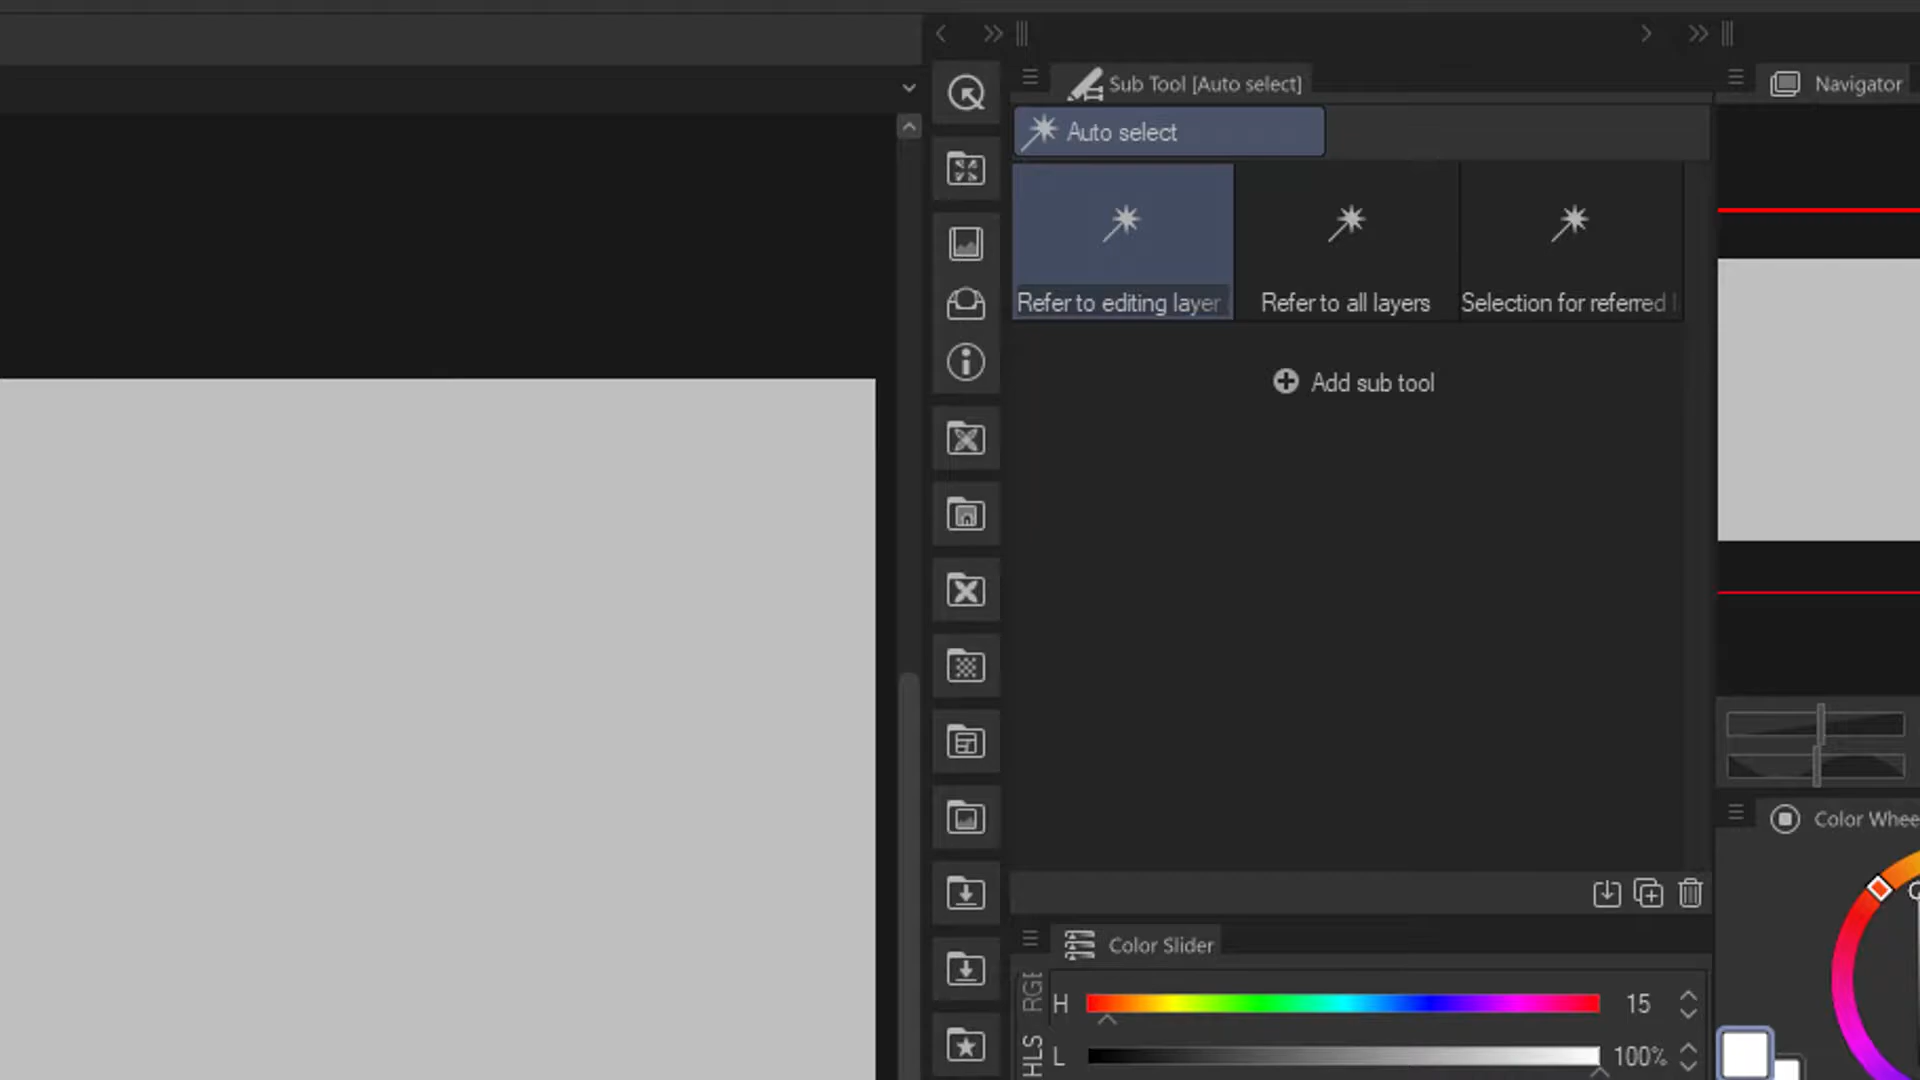 Sub Tool [Auto select]
Navigator
Auto select
Refer to editing layer
Refer to all layers
Selection for referred
Add sub tool
Color Whee
Color Slider
RGB
H
15
HLS
L
100%